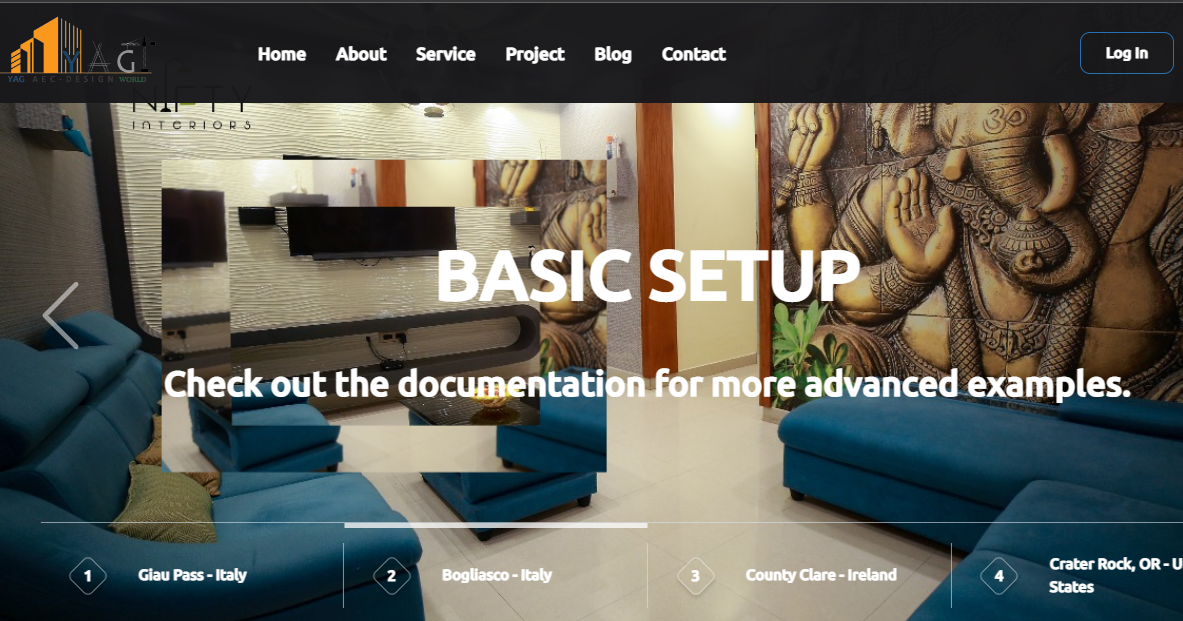 YAG
YAG AEC-DESIGN WORLD
Home About Service Project Blog Contact
Log In
NIFTY
INTERIORS
BASIC SETUP
Check out the documentation for more advanced examples.
1 Giau Pass - Italy
2 Bogliasco - Italy
3 County Clare - Ireland
4 Crater Rock, OR - U
States